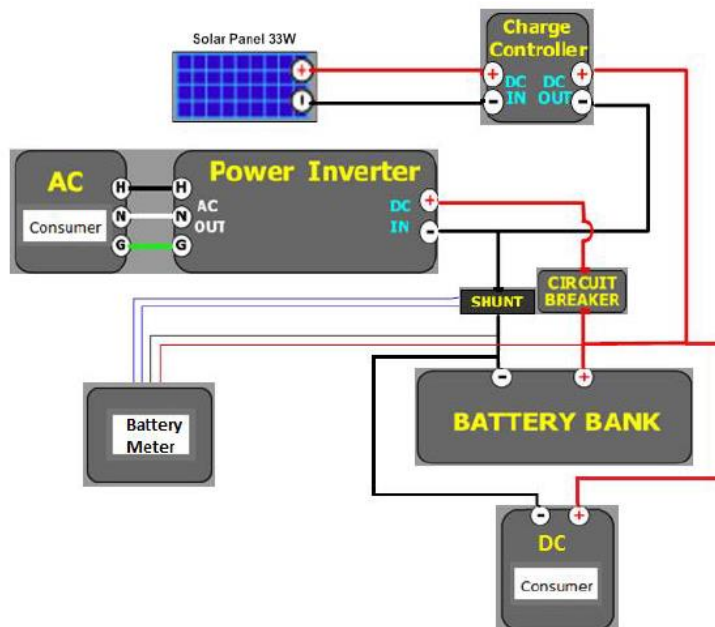 Solar Panel 33W
Charge
Controller
+ + +
DC DC
IN OUT
- - -
AC
Consumer
H H
N N
G G
Power Inverter
AC
OUT
DC
IN
+
-
SHUNT
CIRCUIT
BREAKER
- +
BATTERY BANK
Battery
Meter
- +
DC
Consumer